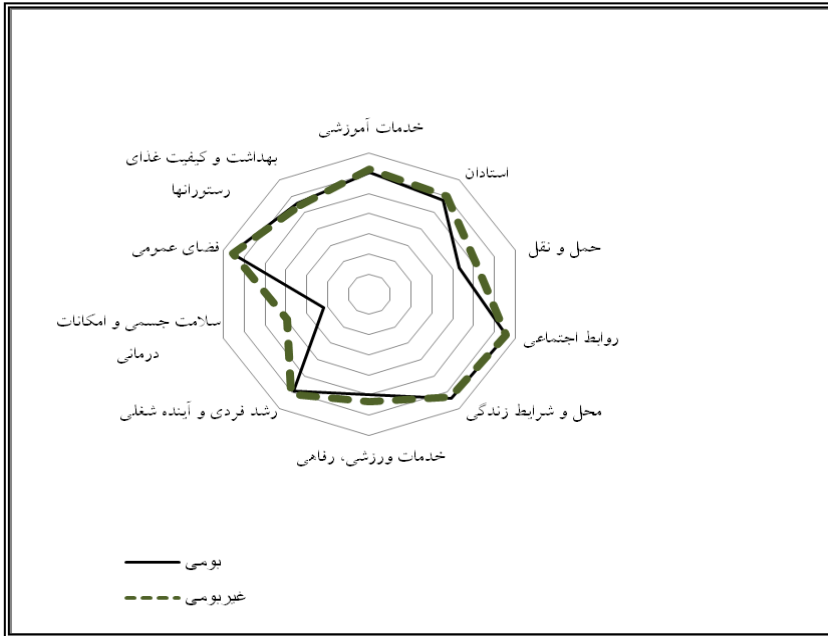 خدمات آموزشی
استادان
حمل و نقل
روابط اجتماعی
محل و شرایط زندگی
خدمات ورزشی، رفاهی
رشد فردی و آینده شغلی
سلامت جسمی و امکانات
درمانی
فضای عمومی
بهداشت و کیفیت غذای
رستورانها
بومی
غیربومی